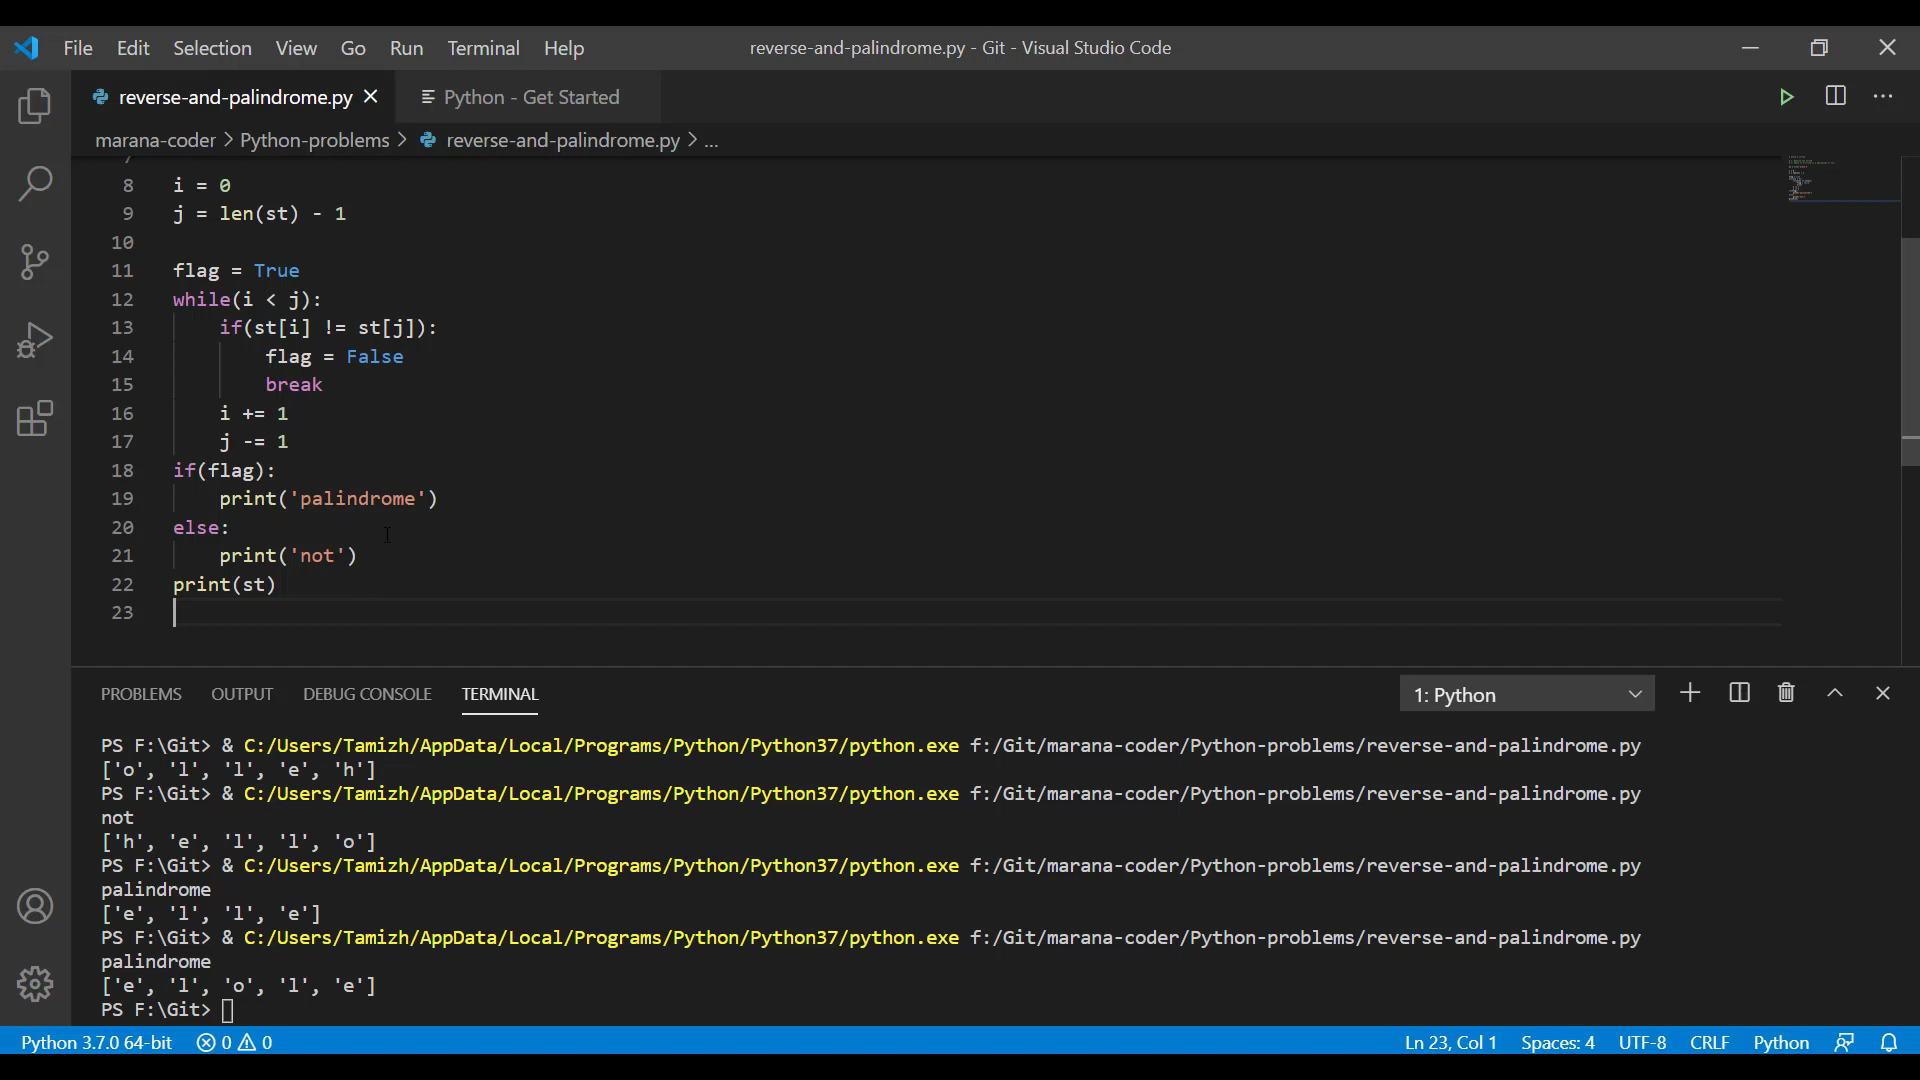 File Edit Selection View Go Run Terminal Help
reverse-and-palindrome.py - Git - Visual Studio Code
reverse-and-palindrome.py
Python - Get Started
marana-coder > Python-problems > reverse-and-palindrome.py > ...
7
8 i = 0
9 j = len(st) - 1
10
11 flag = True
12 while(i < j):
13 if(st[i] != st[j]):
14 flag = False
15 break
16 i += 1
17 j -= 1
18 if(flag):
19 print('palindrome')
20 else:
21 print('not')
22 print(st)
23
PROBLEMS OUTPUT DEBUG CONSOLE TERMINAL
1: Python
PS F:\Git> & C:/Users/Tamizh/AppData/Local/Programs/Python/Python37/python.exe f:/Git/marana-coder/Python-problems/reverse-and-palindrome.py
['o', 'l', 'l', 'e', 'h']
PS F:\Git> & C:/Users/Tamizh/AppData/Local/Programs/Python/Python37/python.exe f:/Git/marana-coder/Python-problems/reverse-and-palindrome.py
not
['h', 'e', 'l', 'l', 'o']
PS F:\Git> & C:/Users/Tamizh/AppData/Local/Programs/Python/Python37/python.exe f:/Git/marana-coder/Python-problems/reverse-and-palindrome.py
palindrome
['e', 'l', 'l', 'e']
PS F:\Git> & C:/Users/Tamizh/AppData/Local/Programs/Python/Python37/python.exe f:/Git/marana-coder/Python-problems/reverse-and-palindrome.py
palindrome
['e', 'l', 'o', 'l', 'e']
PS F:\Git>
Python 3.7.0 64-bit 0 0 Ln 23, Col 1 Spaces: 4 UTF-8 CRLF Python